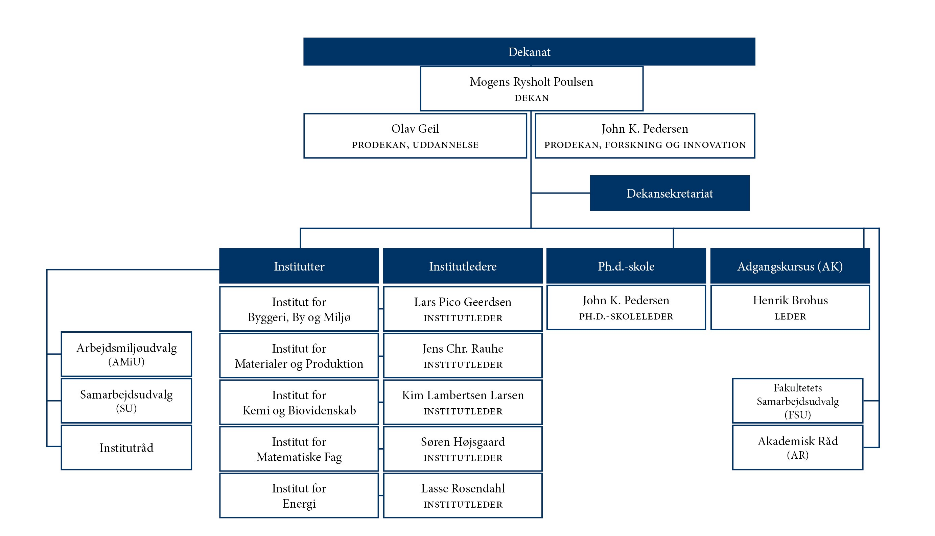 Dekanat
Mogens Rysholt Poulsen
DEKAN
Olav Geil
PRODEKAN, UDDANNELSE
John K. Pedersen
PRODEKAN, FORSKNING OG INNOVATION
Dekansekretariat
Institutter
Institutledere
Ph.d.-skole
Adgangskursus (AK)
Institut for
Byggeri, By og Miljø
Lars Pico Geerdsen
INSTITUTLEDER
John K. Pedersen
PH.D.-SKOLELEDER
Henrik Brohus
LEDER
Arbejdsmiljøudvalg
(AMiU)
Institut for
Materialer og Produktion
Jens Chr. Rauhe
INSTITUTLEDER
Samarbejdsudvalg
(SU)
Institut for
Kemi og Biovidenskab
Kim Lambertsen Larsen
INSTITUTLEDER
Fakultetets
Samarbejdsudvalg
(FSU)
Institutråd
Institut for
Matematiske Fag
Søren Højsgaard
INSTITUTLEDER
Akademisk Råd
(AR)
Institut for
Energi
Lasse Rosendahl
INSTITUTLEDER